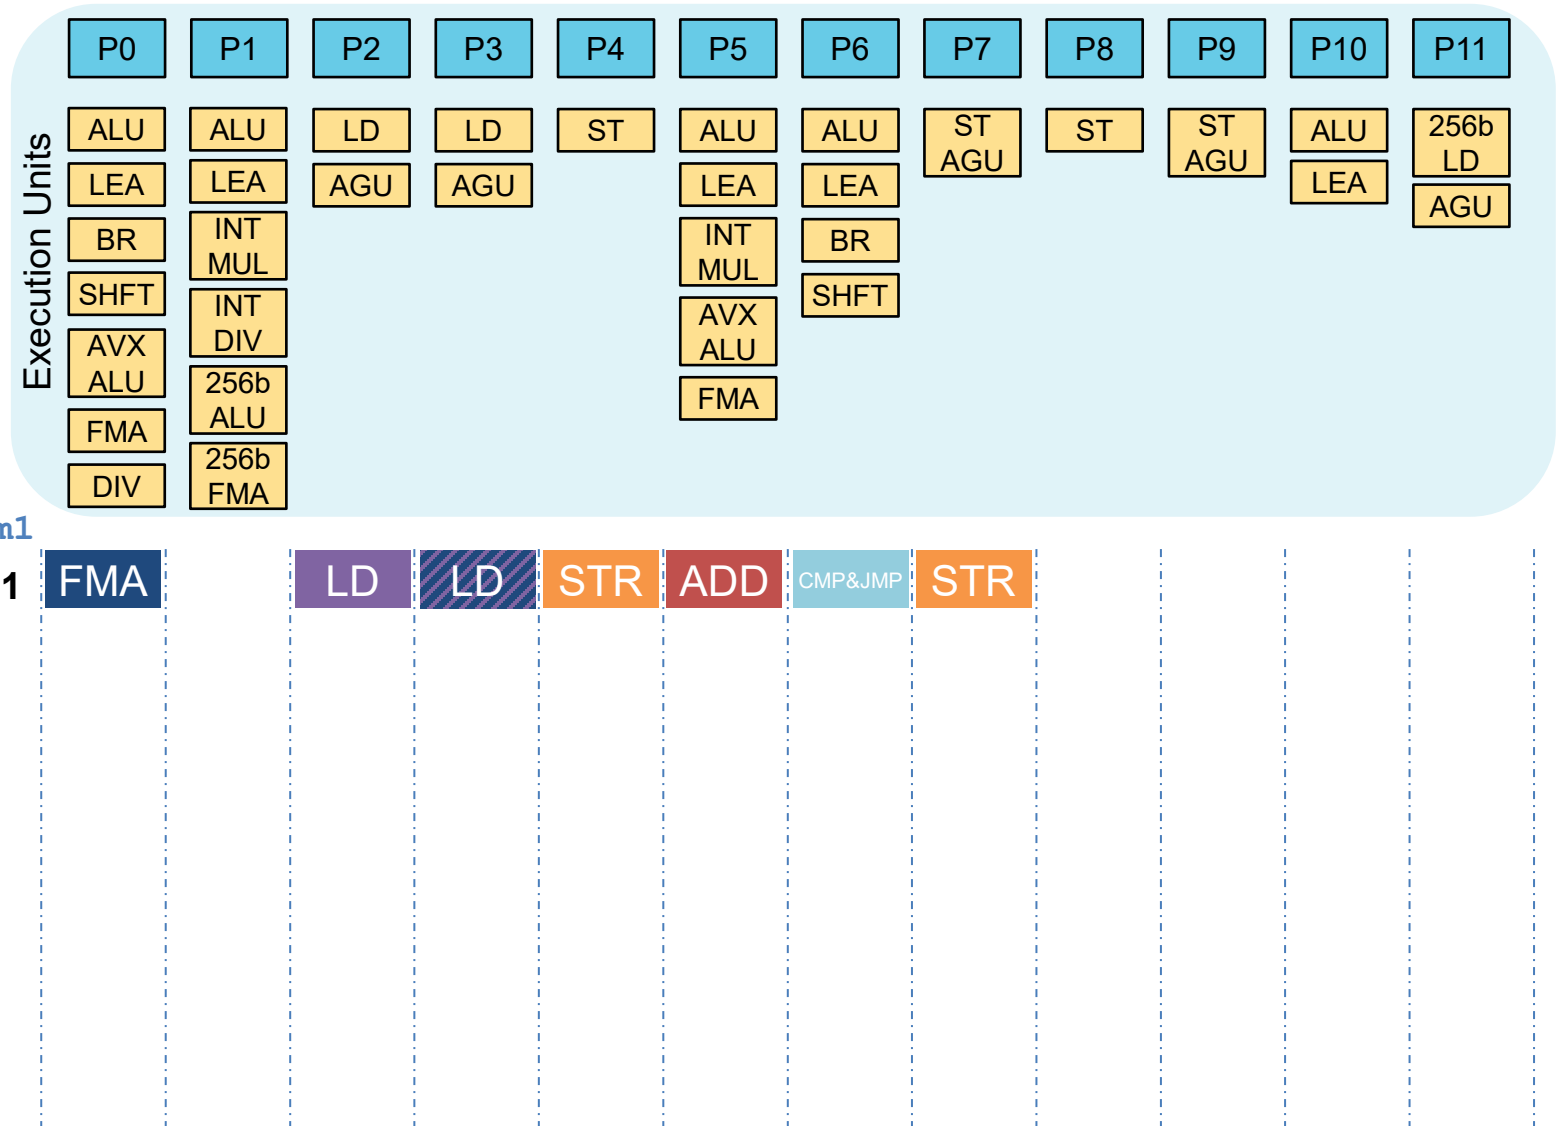 P0 P1 P2 P3 P4 P5 P6 P7 P8 P9 P10 P11
Execution Units
ALU
LEA
BR
SHFT
AVX
ALU
FMA
DIV
ALU
LEA
INT
MUL
INT
DIV
256b
ALU
256b
FMA
LD
AGU
LD
AGU
ST
ALU
LEA
INT
MUL
AVX
ALU
FMA
ALU
LEA
BR
SHFT
ST
AGU
ST
ST
AGU
ALU
LEA
256b
LD
AGU
m1
1 FMA LD LD STR ADD CMP&JMP STR